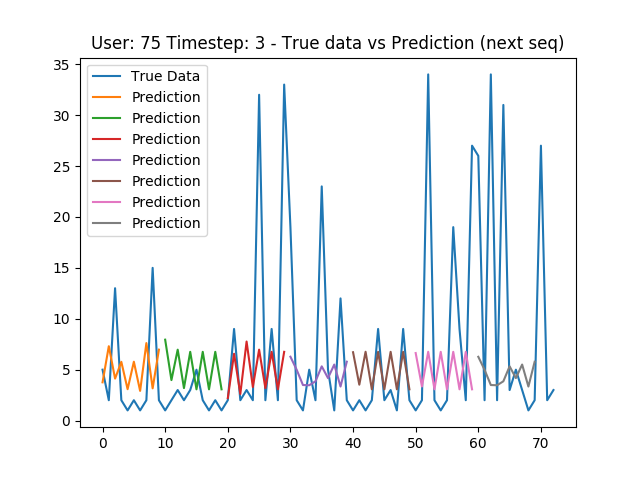 User: 75 Timestep: 3 - True data vs Prediction (next seq)
True Data
Prediction
Prediction
Prediction
Prediction
Prediction
Prediction
Prediction
35
30
25
20
15
10
5
0
0 10 20 30 40 50 60 70